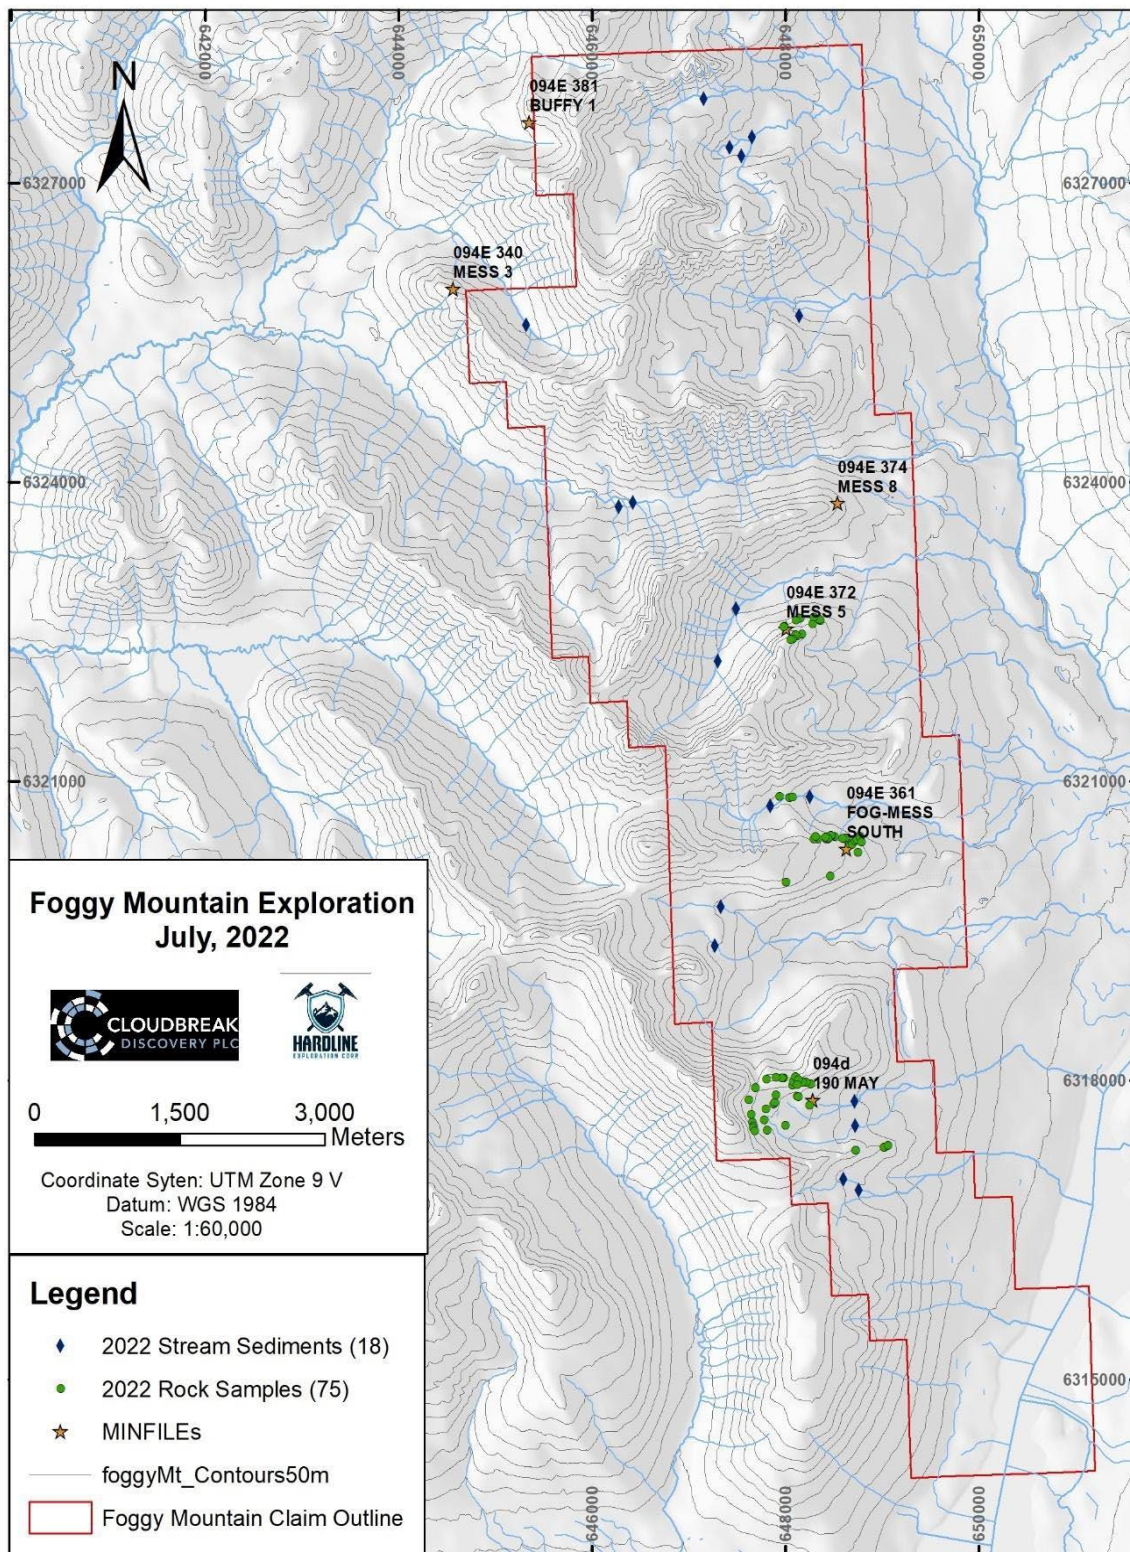 642000
644000
646000
648000
650000
N
094E 381
BUFFY 1
6327000
6327000
094E 340
MESS 3
094E 374
MESS 8
6324000
6324000
094E 372
MESS 5
6321000
6321000
094E 361
FOG-MESS
SOUTH
Foggy Mountain Exploration
July, 2022
CLOUDBREAK
DISCOVERY PLC
HARDLINE
EXPLORATION CORP
094d
190 MAY
6318000
0 1,500 3,000
Meters
Coordinate Syten: UTM Zone 9 V
Datum: WGS 1984
Scale: 1:60,000
Legend
2022 Stream Sediments (18)
2022 Rock Samples (75)
MINFILEs
foggyMt_Contours50m
Foggy Mountain Claim Outline
6315000
646000
648000
650000